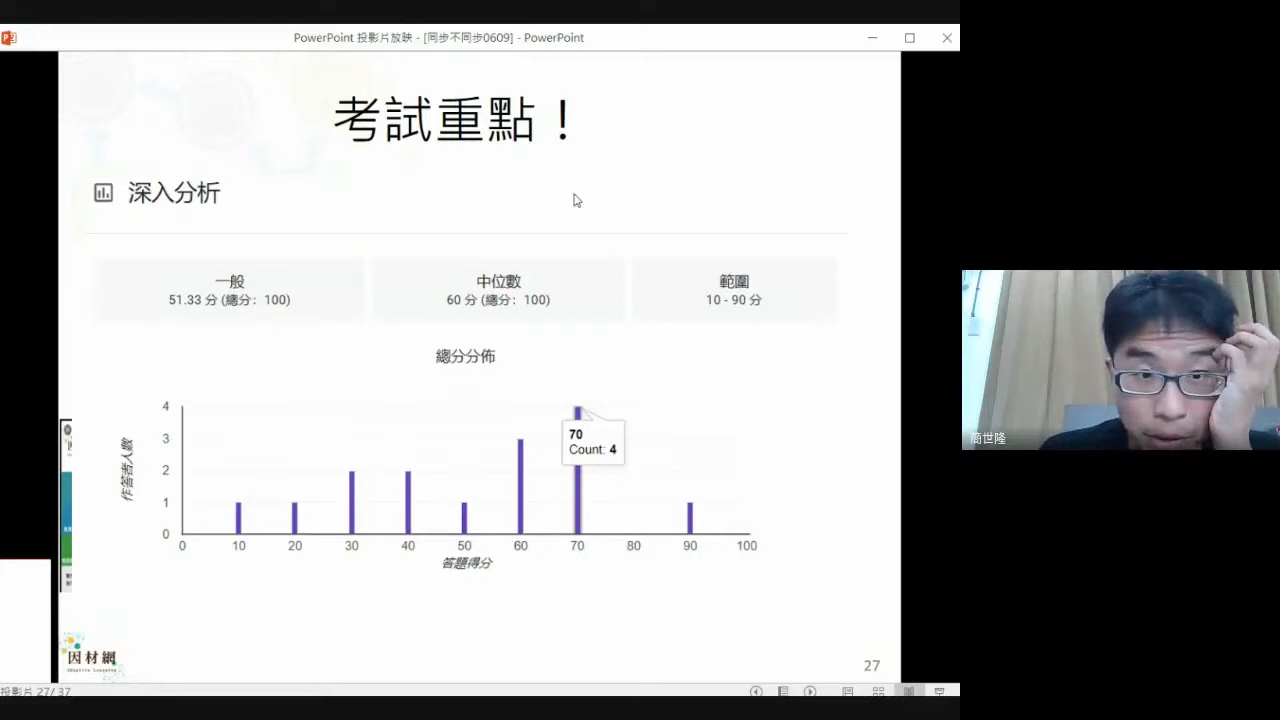 PowerPoint 投影片放映 - [同步不同步0609] - PowerPoint
考試重點！
深入分析
一般
51.33 分 (總分：100)
中位數
60 分 (總分：100)
範圍
10 - 90 分
總分分佈
作答者人數
4
3
2
1
0
70
Count: 4
0 10 20 30 40 50 60 70 80 90 100
答題得分
因材網
Adaptive Learning
27
投影片 27/ 37
簡世隆